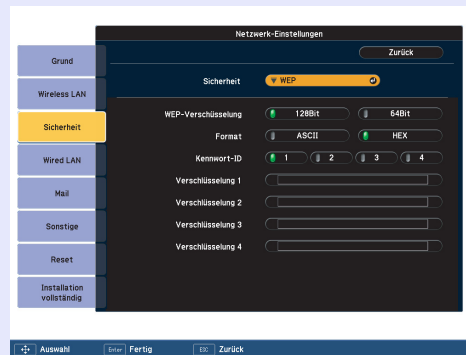 Netzwerk-Einstellungen
Zurück
Grund
Wireless LAN
Sicherheit
Wired LAN
Mail
Sonstige
Reset
Installation
vollständig
Sicherheit WEP
WEP-Verschlüsselung 128Bit 64Bit
Format ASCII HEX
Kennwort-ID 1 2 3 4
Verschlüsselung 1
Verschlüsselung 2
Verschlüsselung 3
Verschlüsselung 4
Auswahl Enter Fertig ESC Zurück